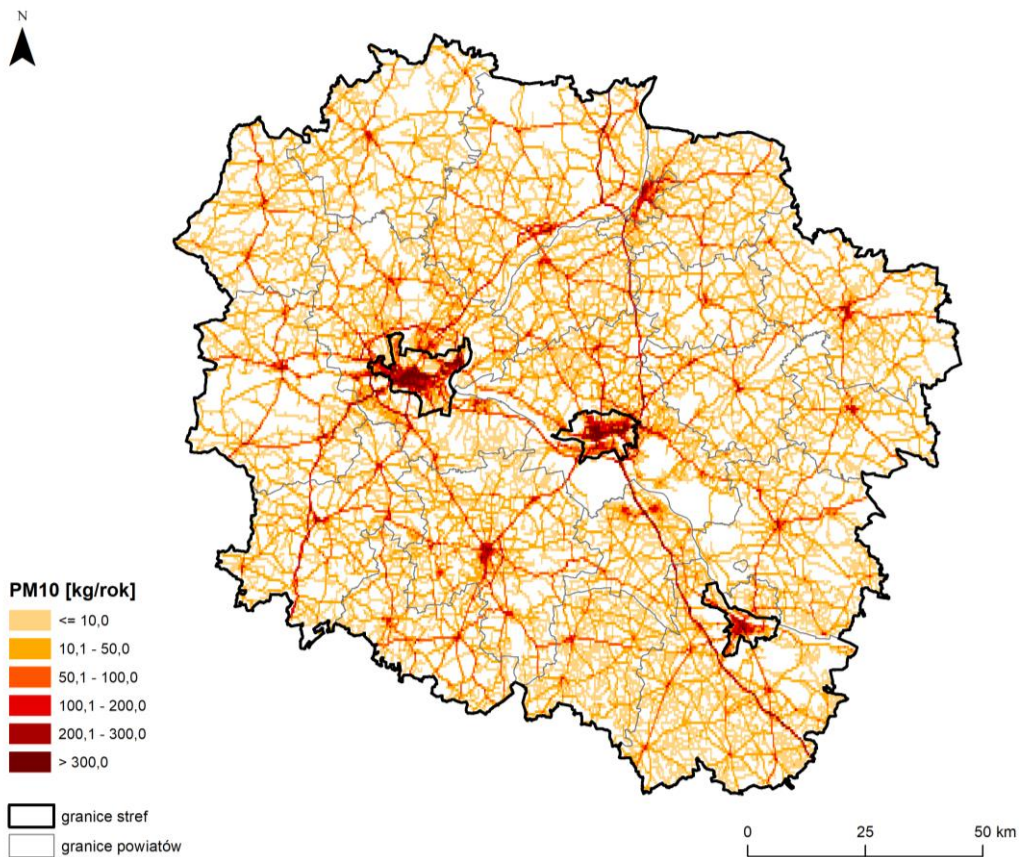 N
PM10 [kg/rok]
<= 10,0
10,1 - 50,0
50,1 - 100,0
100,1 - 200,0
200,1 - 300,0
> 300,0
granice stref
granice powiatów
0 25 50 km